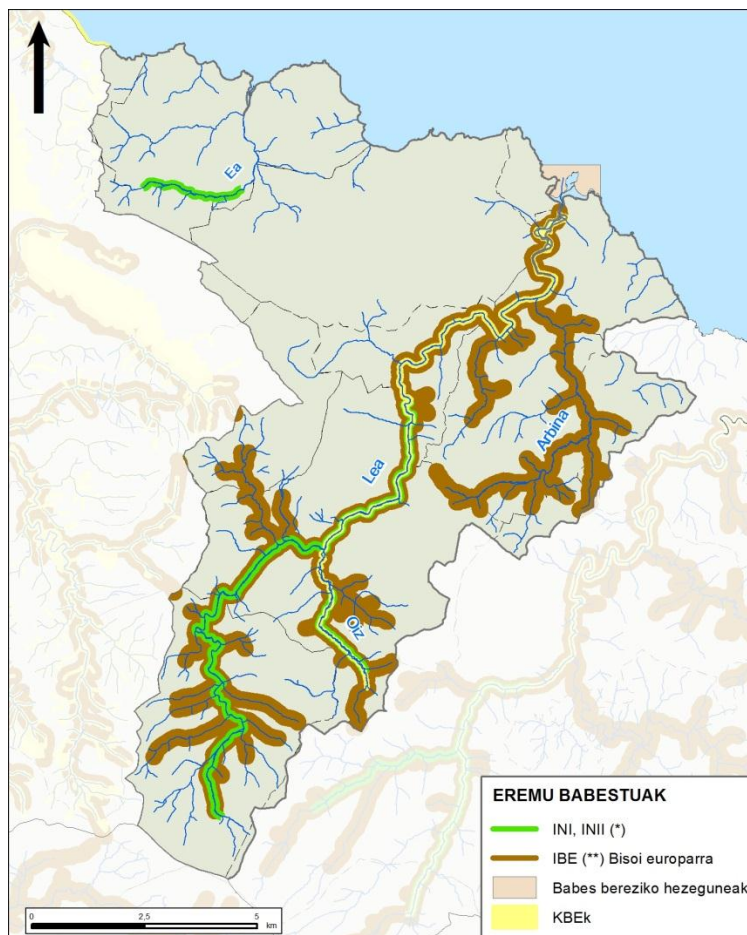 Ea
Lea
Arbina
Oiz
EREMU BABESTUAK
INI, INII (*)
IBE (**) Bisoi europarra
Babes bereziko hezeguneak
KBEk
0 2,5 5
km